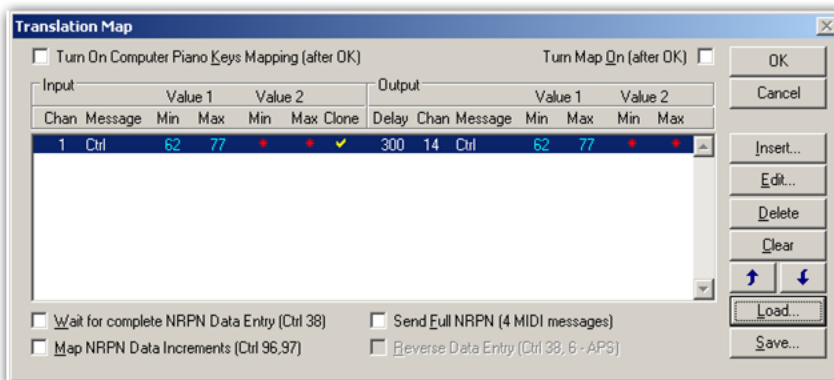 Translation Map
Turn On Computer Piano Keys Mapping (after OK) Turn Map On (after OK)
OK
Cancel
Input Output
Value 1 Value 2 Value 1 Value 2
Chan Message Min Max Min Max Clone Delay Chan Message Min Max Min Max
1 Ctrl 62 77 * * 300 14 Ctrl 62 77 * *
Insert...
Edit...
Delete
Clear
Load...
Save...
Wait for complete NRPN Data Entry (Ctrl 38) Send Full NRPN (4 MIDI messages)
Map NRPN Data Increments (Ctrl 96,97) Reverse Data Entry (Ctrl 38, 6 - APS)